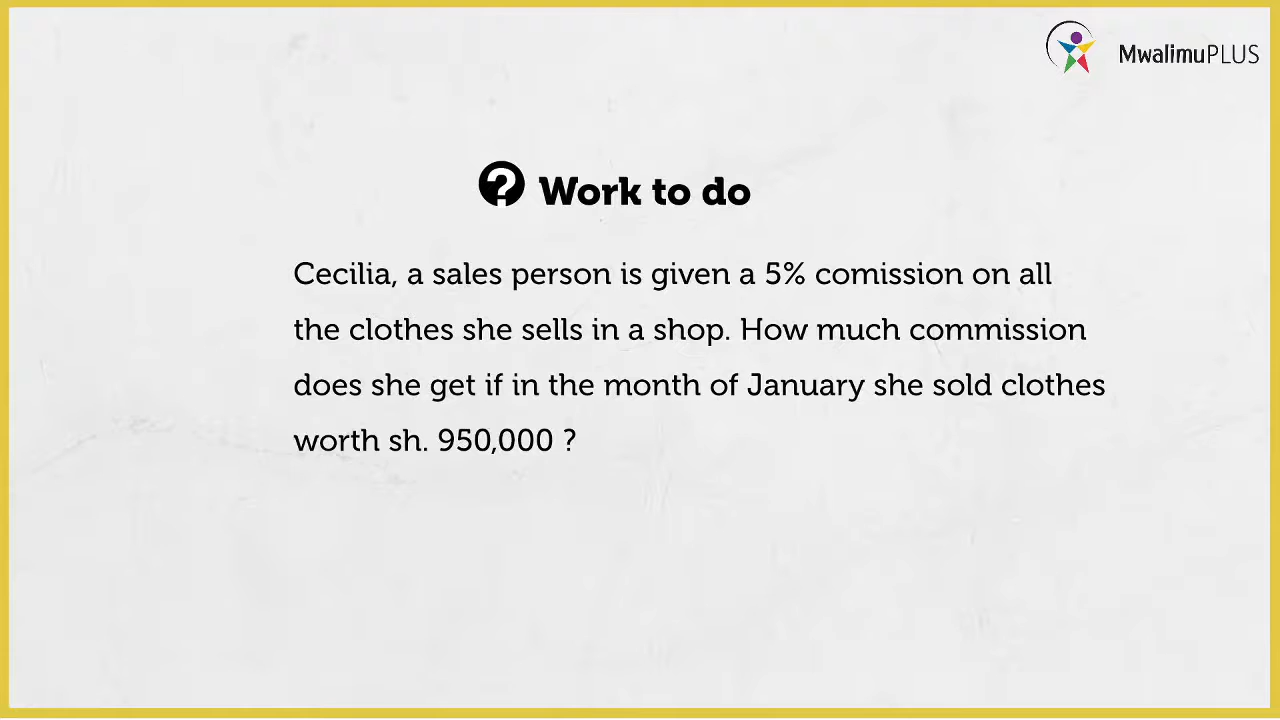 MwalimuPLUS
Work to do
Cecilia, a sales person is given a 5% comission on all
the clothes she sells in a shop. How much commission
does she get if in the month of January she sold clothes
worth sh. 950,000 ?